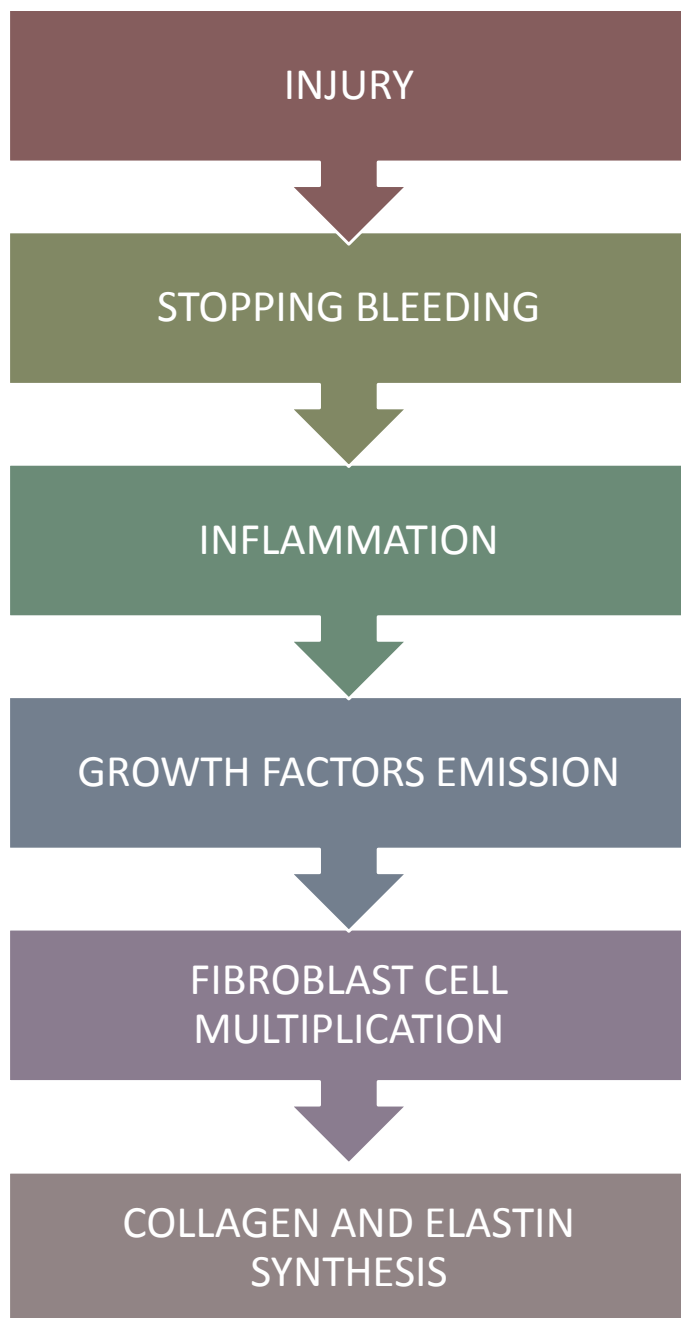 INJURY
STOPPING BLEEDING
INFLAMMATION
GROWTH FACTORS EMISSION
FIBROBLAST CELL
MULTIPLICATION
COLLAGEN AND ELASTIN
SYNTHESIS